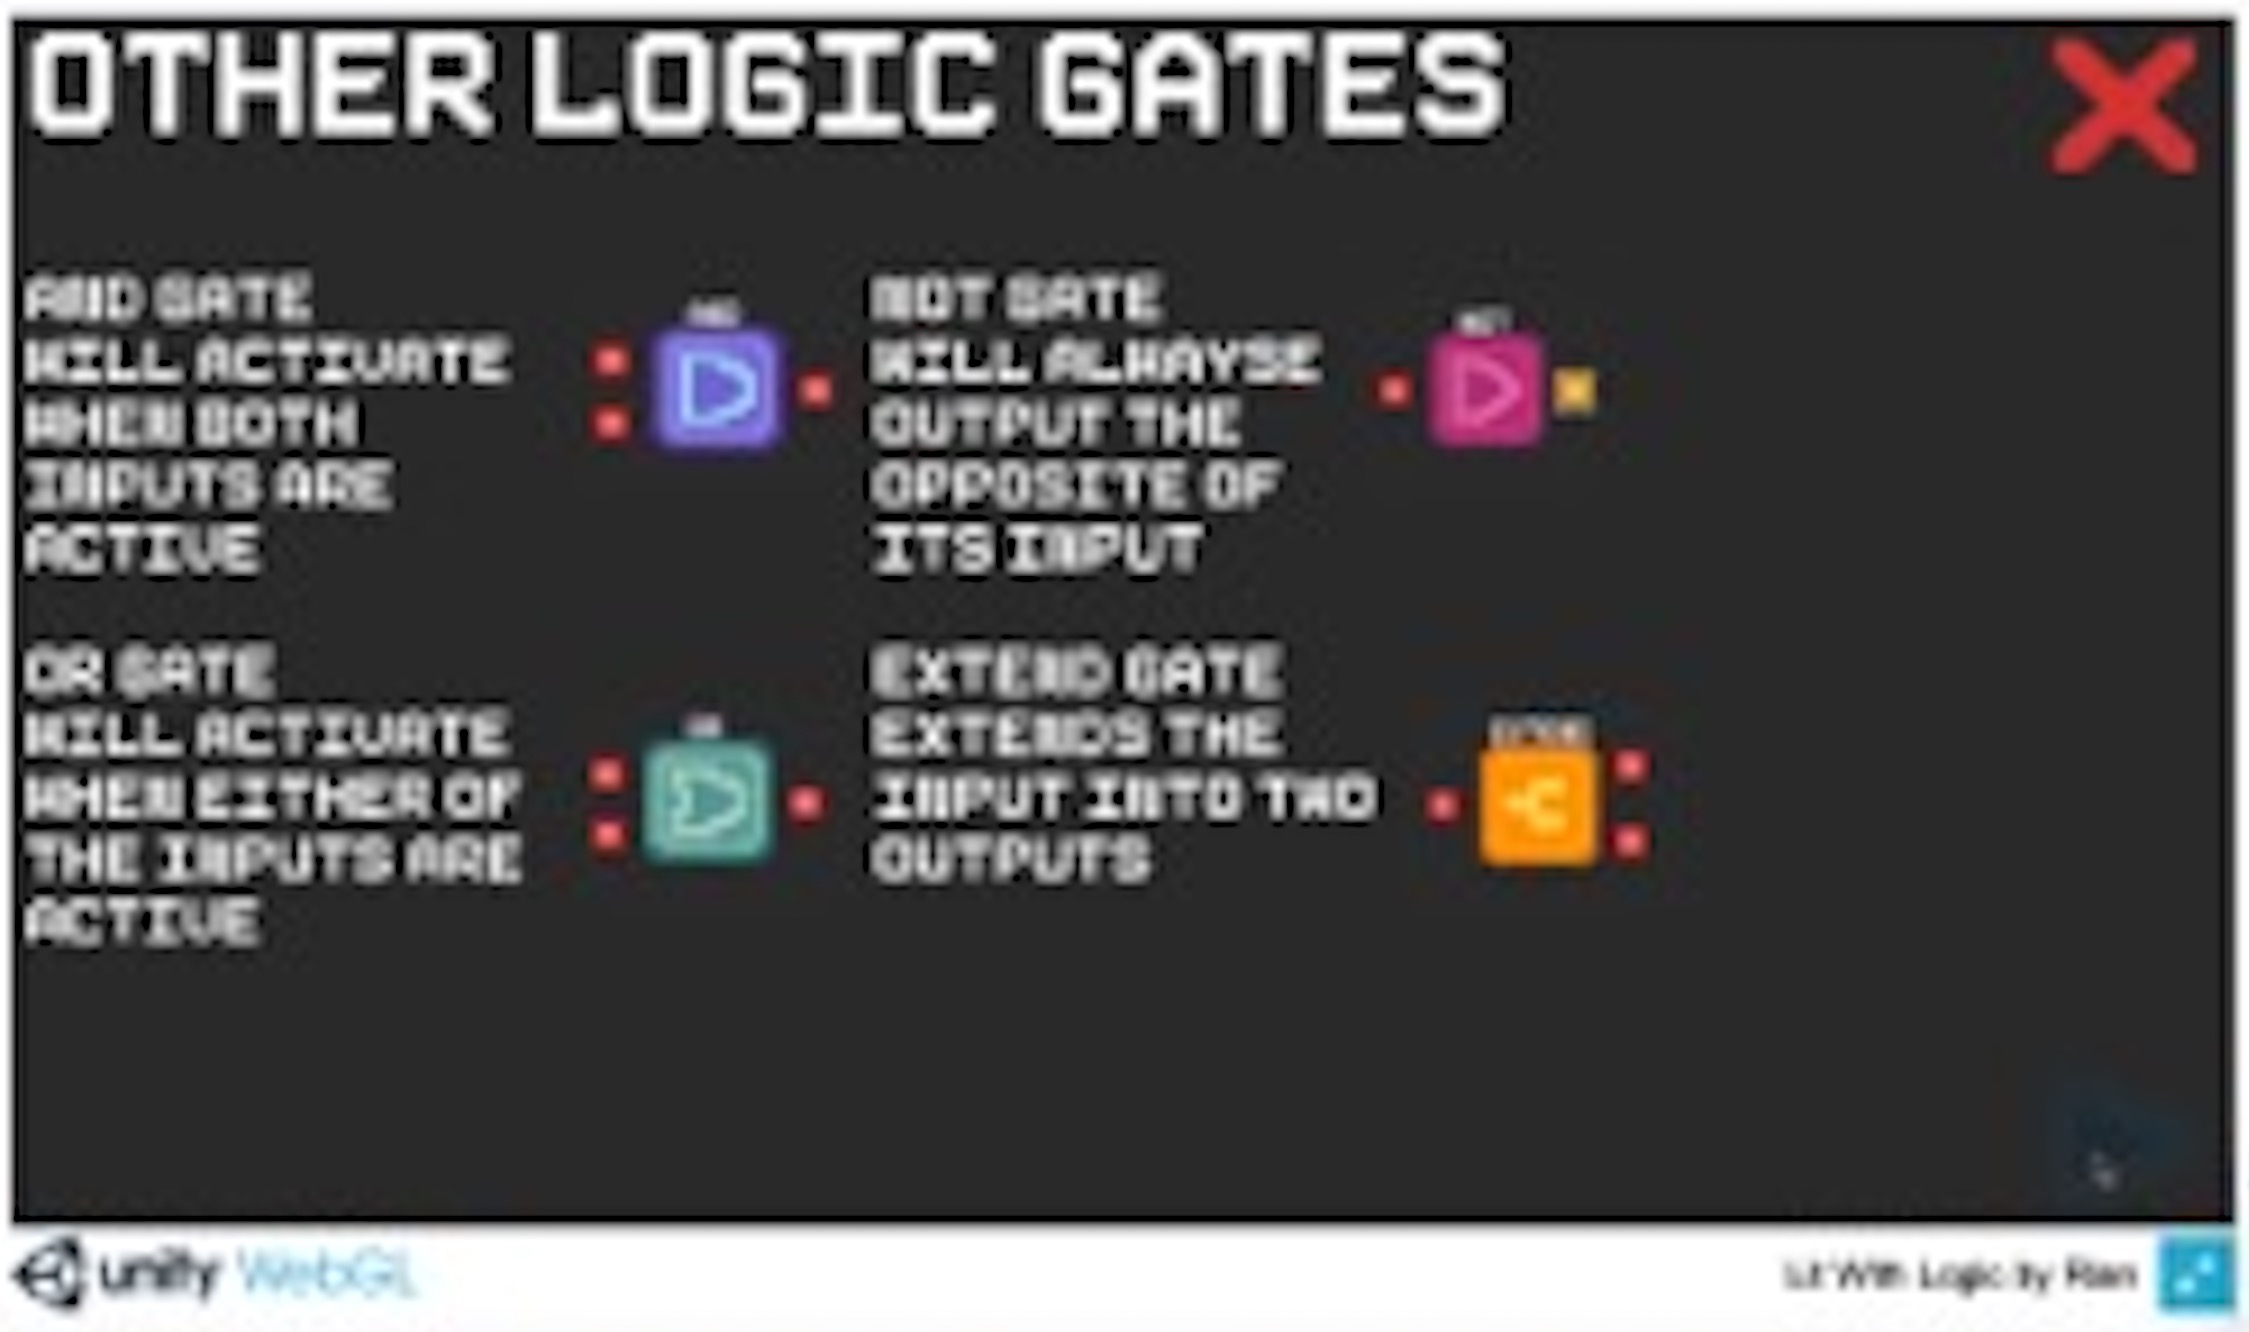 OTHER LOGIC GATES
AND GATE
WILL ACTIVATE
WHEN BOTH
INPUTS ARE
ACTIVE
AND
NOT GATE
WILL ALWAYSE
OUTPUT THE
OPPOSITE OF
ITS INPUT
NOT
OR GATE
WILL ACTIVATE
WHEN EITHER OF
THE INPUTS ARE
ACTIVE
OR
EXTEND GATE
EXTENDS THE
INPUT INTO TWO
OUTPUTS
EXTEND
unity WebGL
Lit With Logic by Rian